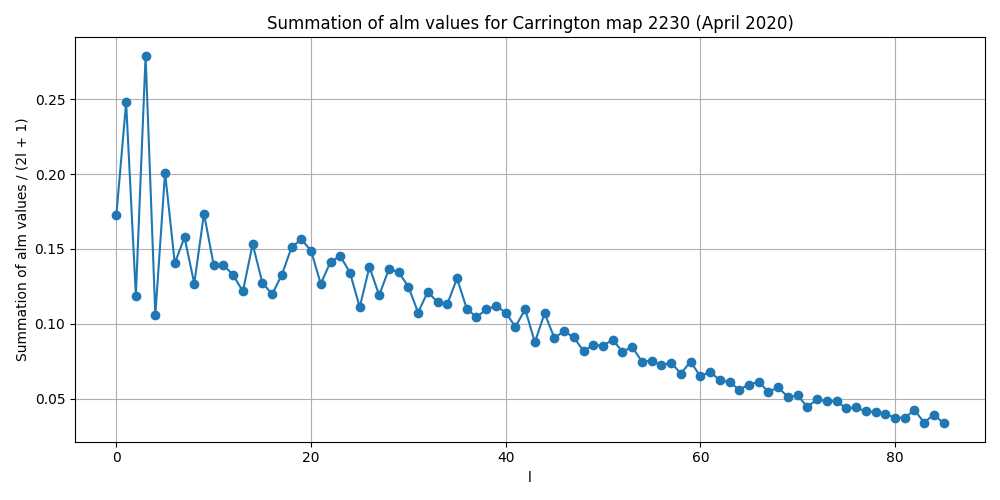 Summation of alm values for Carrington map 2230 (April 2020)
Summation of alm values / (2l + 1)
0.25
0.20
0.15
0.10
0.05
0 20 40 60 80
l